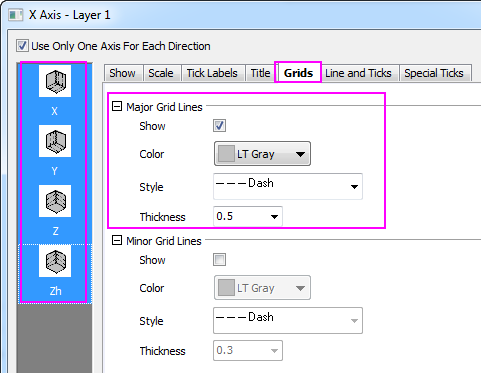 X Axis - Layer 1
Use Only One Axis For Each Direction
Show Scale Tick Labels Title Grids Line and Ticks Special Ticks
X
Y
Z
Zh
Major Grid Lines
Show
Color LT Gray
Style Dash
Thickness 0.5
Minor Grid Lines
Show
Color LT Gray
Style Dash
Thickness 0.3